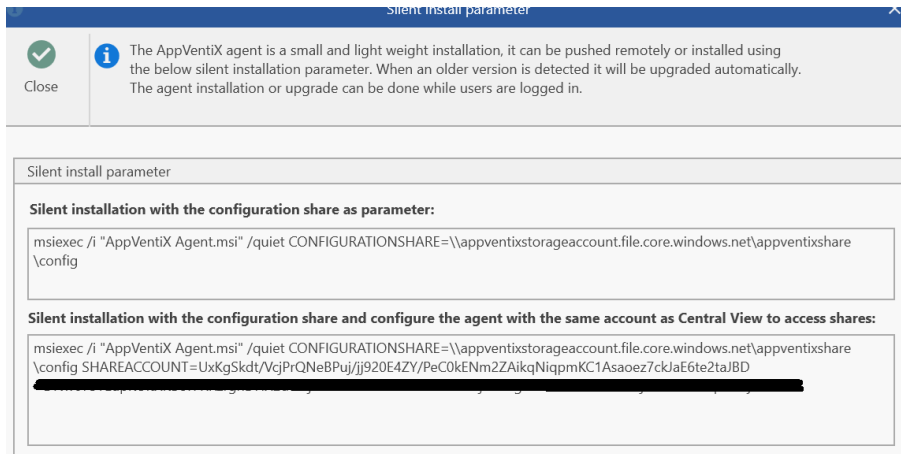 Silent install parameter
The AppVentiX agent is a small and light weight installation, it can be pushed remotely or installed using
the below silent installation parameter. When an older version is detected it will be upgraded automatically.
The agent installation or upgrade can be done while users are logged in.
Close
Silent install parameter
Silent installation with the configuration share as parameter:
msiexec /i "AppVentiX Agent.msi" /quiet CONFIGURATIONSHARE=\\appventixstorageaccount.file.core.windows.net\appventixshare
\config
Silent installation with the configuration share and configure the agent with the same account as Central View to access shares:
msiexec /i "AppVentiX Agent.msi" /quiet CONFIGURATIONSHARE=\\appventixstorageaccount.file.core.windows.net\appventixshare
\config SHAREACCOUNT=UxKgSkdt/VcjPrQNeBPuj/jj920E4ZY/PeC0kENm2ZAikqNiqpmKC1Asaoez7ckJaE6te2taJBD